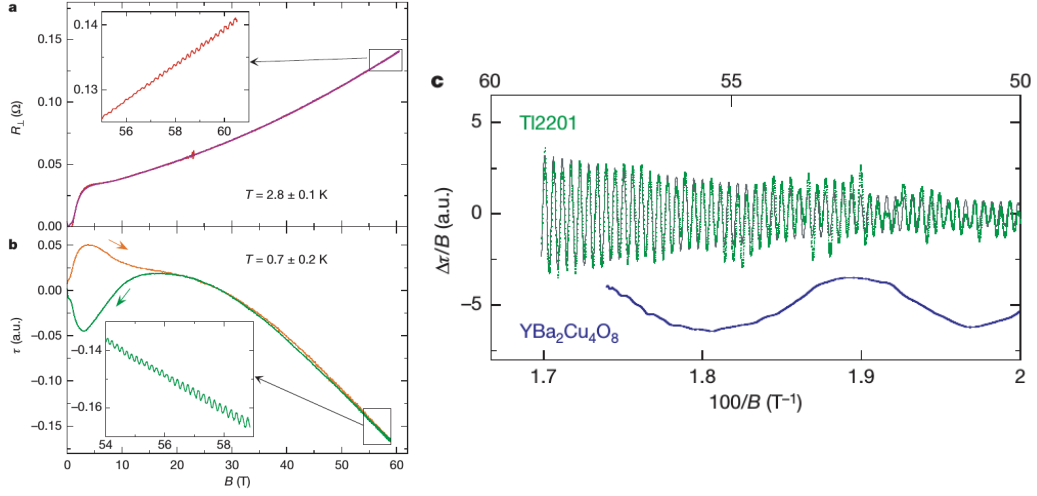 a
0.15
0.10
0.05
0.00
R⊥ (Ω)
0.14
0.13
56 58 60
T = 2.8 ± 0.1 K
b
0.05
0.00
−0.05
−0.10
−0.15
τ (a.u.)
T = 0.7 ± 0.2 K
−0.14
−0.16
54 56 58
0 10 20 30 40 50 60
B (T)
c
60 55 50
Tl2201
5
0
−5
Δτ/B (a.u.)
YBa₂Cu₄O₈
1.7 1.8 1.9 2
100/B (T⁻¹)